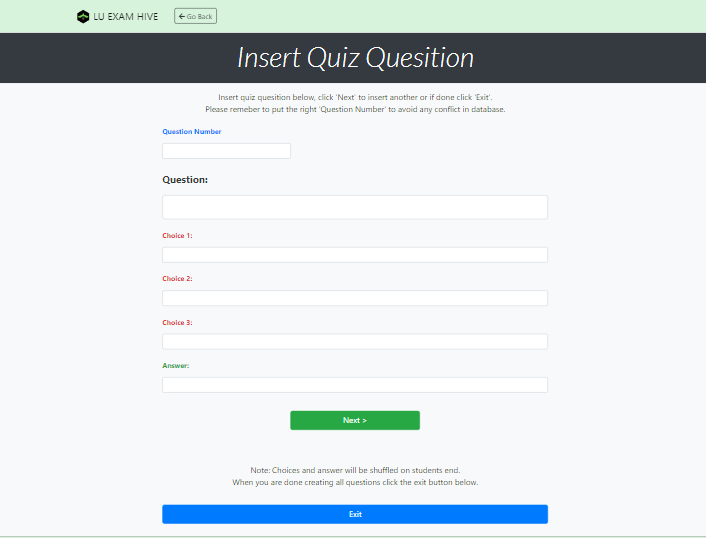 LU EXAM HIVE
← Go Back
Insert Quiz Quesition
Insert quiz quesition below, click 'Next' to insert another or if done click 'Exit'.
Please remeber to put the right 'Question Number' to avoid any conflict in database.
Question Number
Question:
Choice 1:
Choice 2:
Choice 3:
Answer:
Next >
Note: Choices and answer will be shuffled on students end.
When you are done creating all questions click the exit button below.
Exit